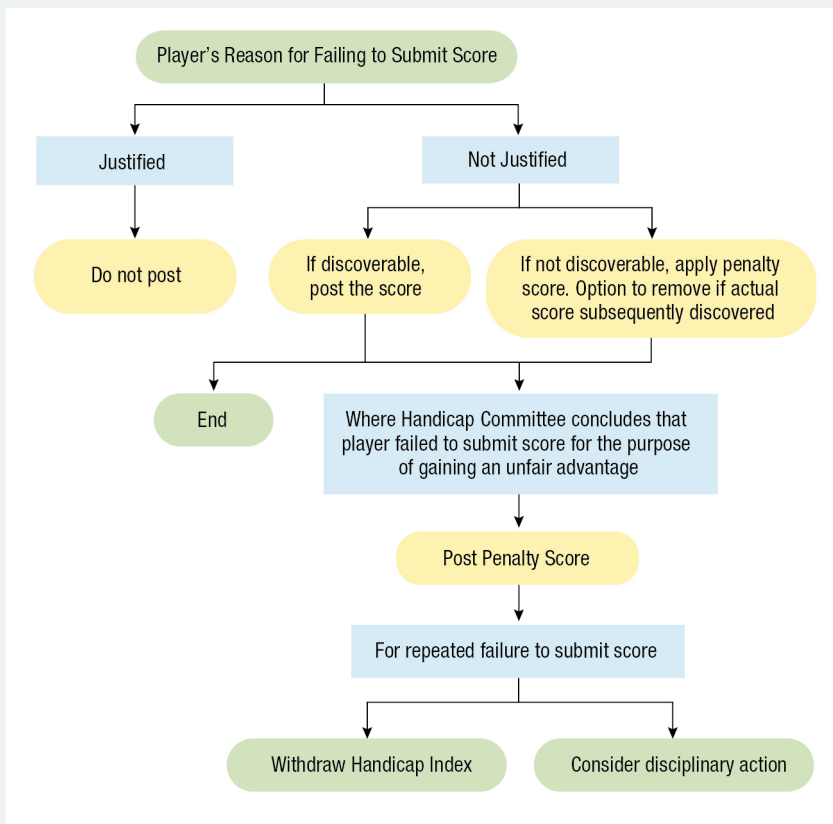 Player's Reason for Failing to Submit Score
Justified
Not Justified
Do not post
If discoverable,
post the score
If not discoverable, apply penalty
score. Option to remove if actual
score subsequently discovered
End
Where Handicap Committee concludes that
player failed to submit score for the purpose
of gaining an unfair advantage
Post Penalty Score
For repeated failure to submit score
Withdraw Handicap Index
Consider disciplinary action